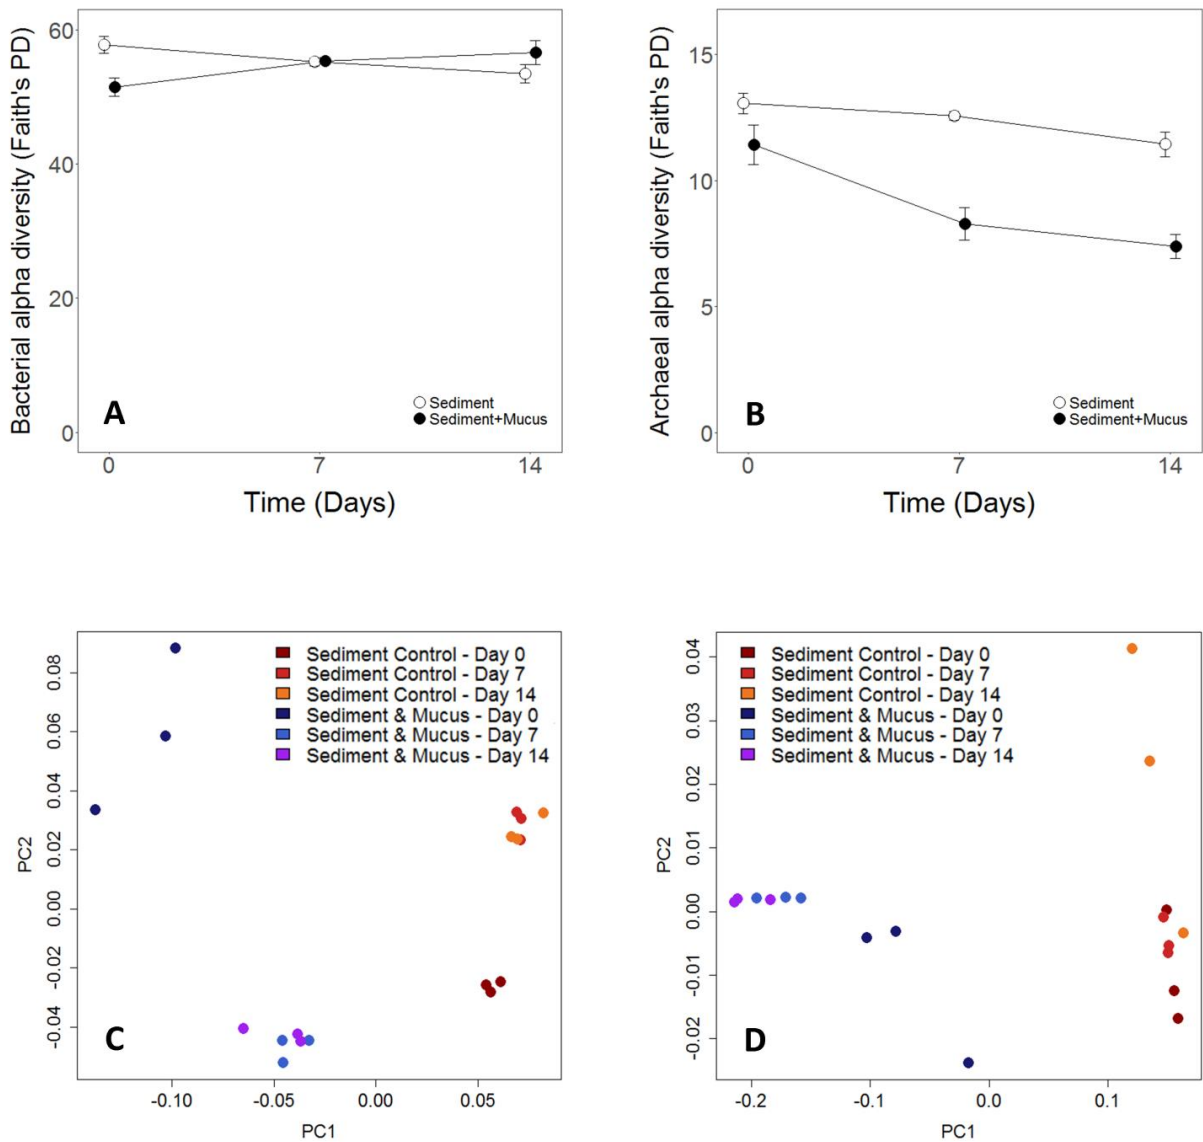 Bacterial alpha diversity (Faith's PD)
60
40
20
0
A
Sediment
Sediment+Mucus
0 7 14
Time (Days)
Archaeal alpha diversity (Faith's PD)
15
10
5
0
B
Sediment
Sediment+Mucus
0 7 14
Time (Days)
PC2
0.08
0.06
0.04
0.02
0.00
-0.02
-0.04
Sediment Control - Day 0
Sediment Control - Day 7
Sediment Control - Day 14
Sediment & Mucus - Day 0
Sediment & Mucus - Day 7
Sediment & Mucus - Day 14
C
-0.10 -0.05 0.00 0.05
PC1
PC2
0.04
0.03
0.02
0.01
0.00
-0.01
-0.02
Sediment Control - Day 0
Sediment Control - Day 7
Sediment Control - Day 14
Sediment & Mucus - Day 0
Sediment & Mucus - Day 7
Sediment & Mucus - Day 14
D
-0.2 -0.1 0.0 0.1
PC1